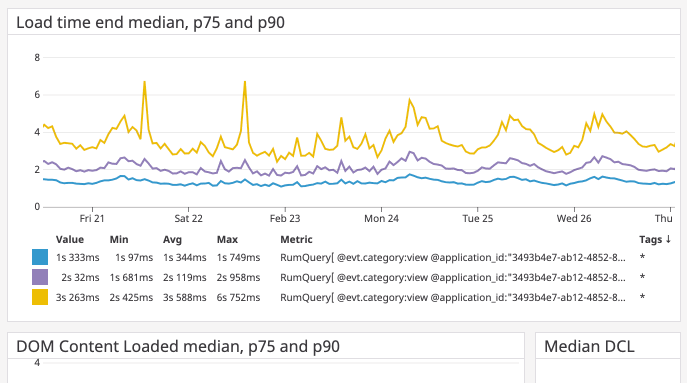 Load time end median, p75 and p90
8
6
4
2
0
Fri 21 Sat 22 Feb 23 Mon 24 Tue 25 Wed 26 Thu
Value Min Avg Max Metric Tags ↓
1s 333ms 1s 97ms 1s 344ms 1s 749ms RumQuery[ @evt.category:view @application_id:"3493b4e7-ab12-4852-8... *
2s 32ms 1s 681ms 2s 119ms 2s 958ms RumQuery[ @evt.category:view @application_id:"3493b4e7-ab12-4852-8... *
3s 263ms 2s 425ms 3s 588ms 6s 752ms RumQuery[ @evt.category:view @application_id:"3493b4e7-ab12-4852-8... *
DOM Content Loaded median, p75 and p90
Median DCL
4